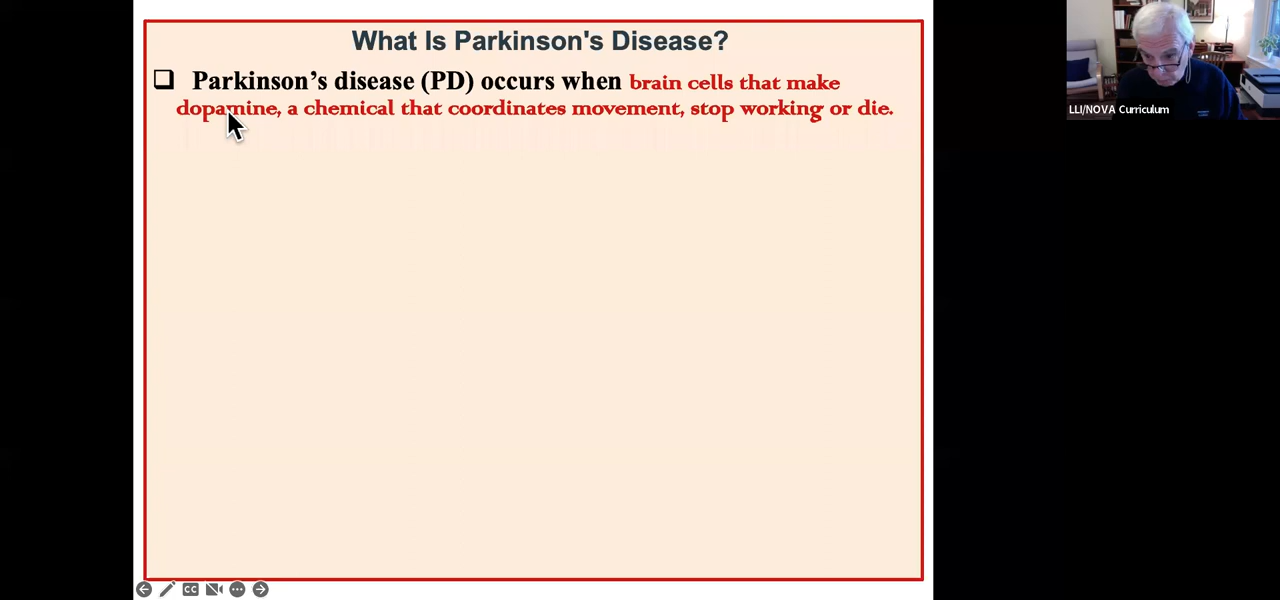 What Is Parkinson's Disease?
❑ Parkinson’s disease (PD) occurs when brain cells that make
dopamine, a chemical that coordinates movement, stop working or die.
LLI/NOVA Curriculum
CC